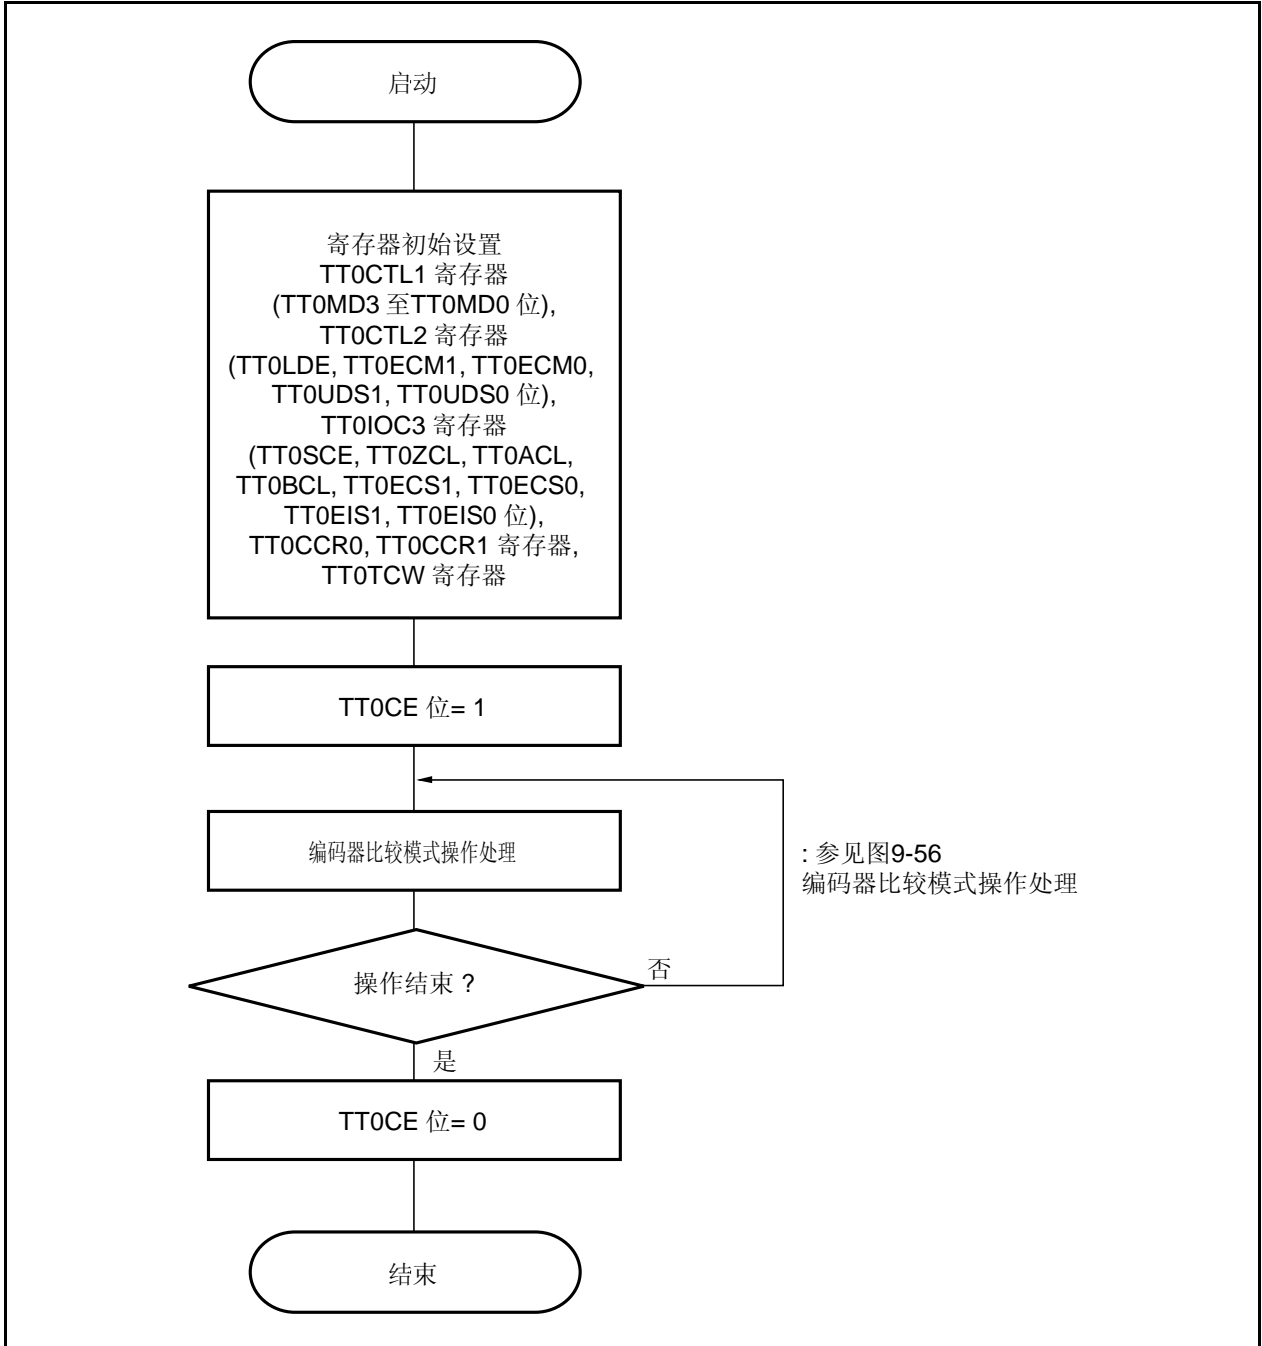 启动
寄存器初始设置
TT0CTL1 寄存器
(TT0MD3 至TT0MD0 位),
TT0CTL2 寄存器
(TT0LDE, TT0ECM1, TT0ECM0,
TT0UDS1, TT0UDS0 位),
TT0IOC3 寄存器
(TT0SCE, TT0ZCL, TT0ACL,
TT0BCL, TT0ECS1, TT0ECS0,
TT0EIS1, TT0EIS0 位),
TT0CCR0, TT0CCR1 寄存器,
TT0TCW 寄存器
TT0CE 位= 1
编码器比较模式操作处理
: 参见图9-56
编码器比较模式操作处理
操作结束 ?
否
是
TT0CE 位= 0
结束